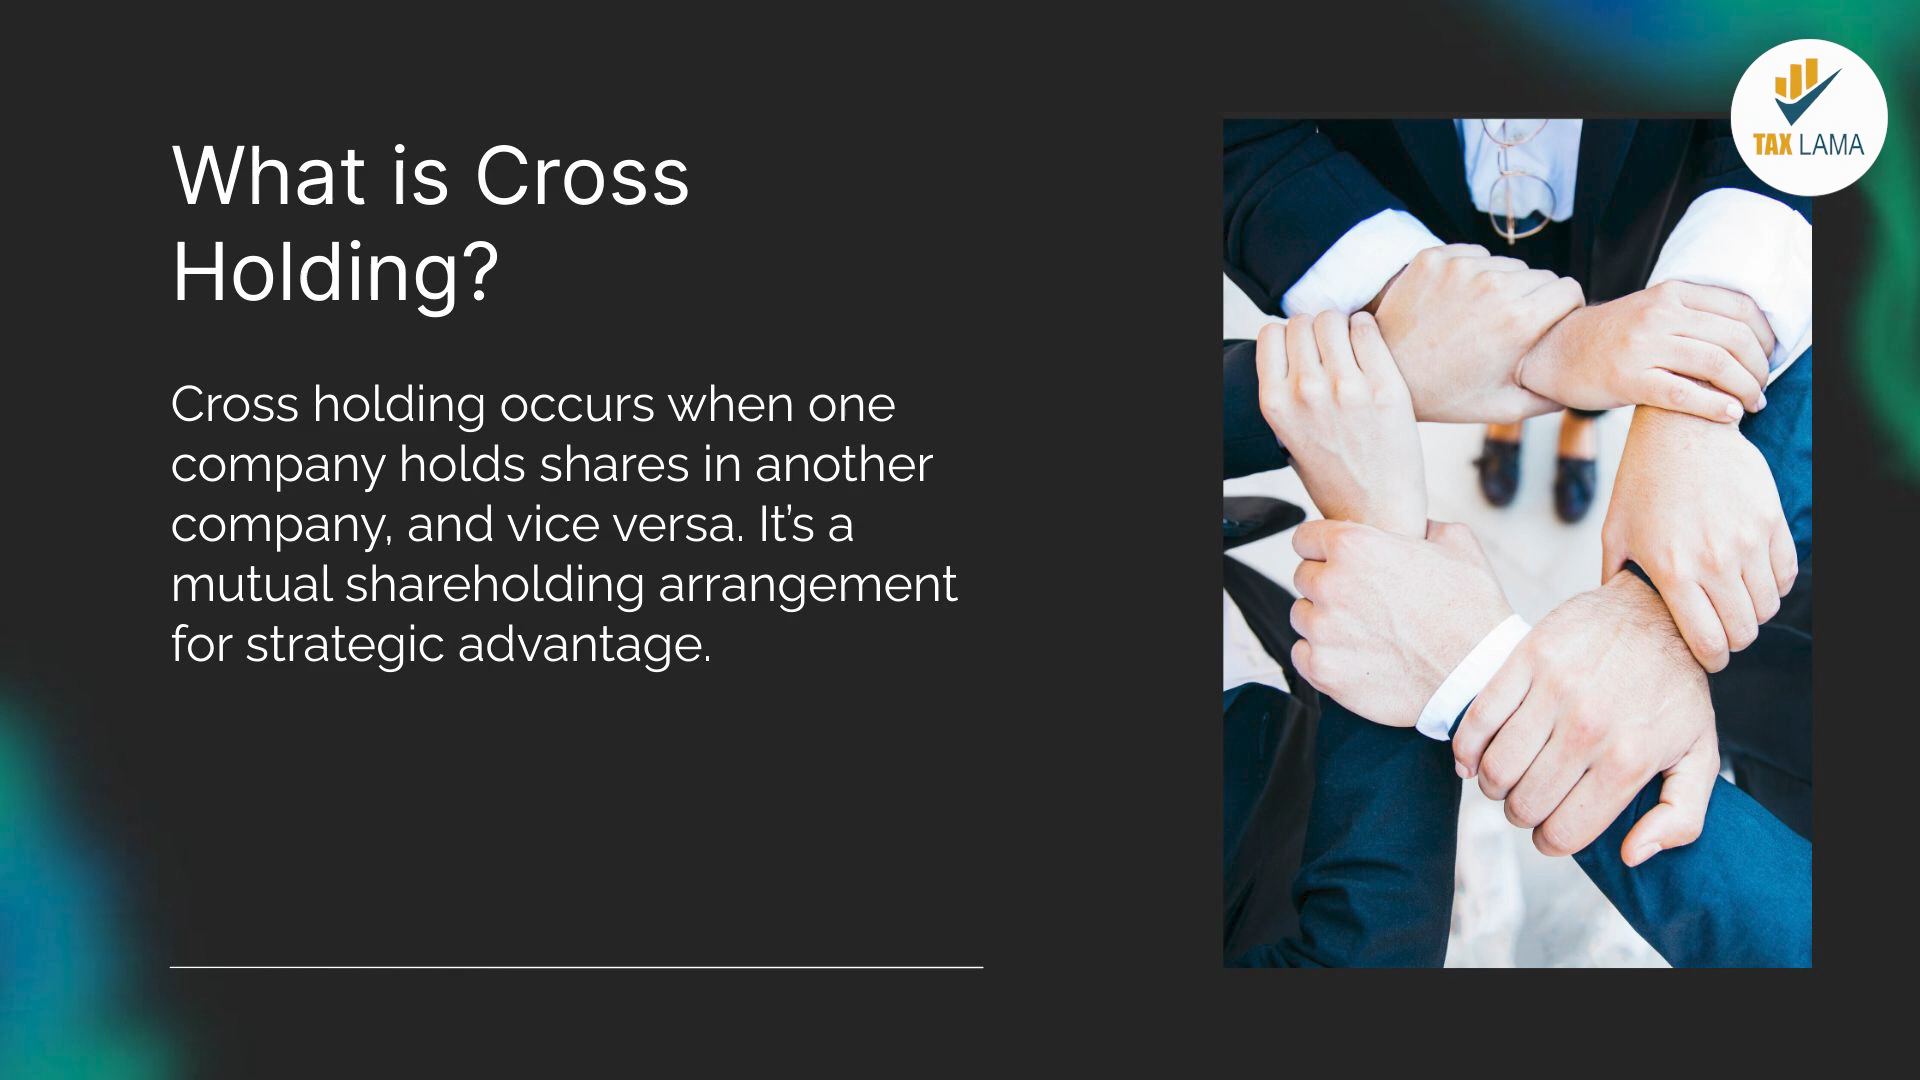 TAX LAMA
What is Cross
Holding?
Cross holding occurs when one
company holds shares in another
company, and vice versa. It’s a
mutual shareholding arrangement
for strategic advantage.